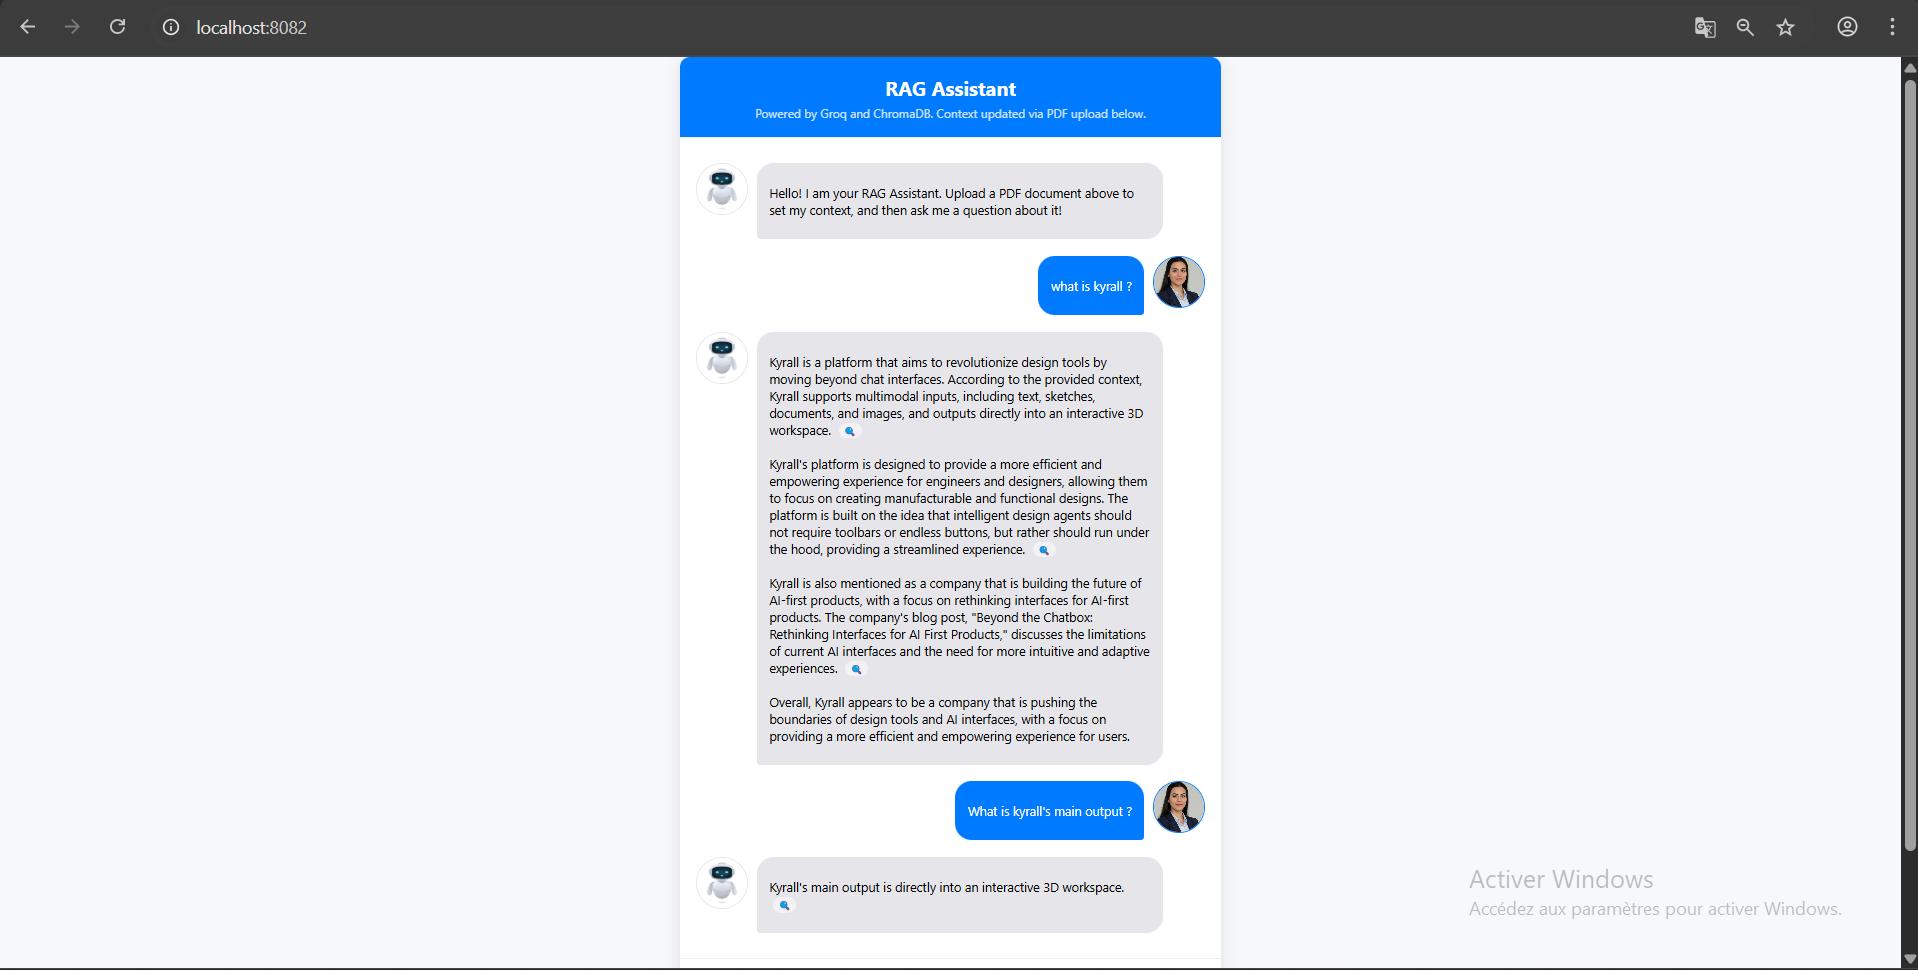 localhost:8082
RAG Assistant
Powered by Groq and ChromaDB. Context updated via PDF upload below.
Hello! I am your RAG Assistant. Upload a PDF document above to
set my context, and then ask me a question about it!
what is kyrall ?
Kyrall is a platform that aims to revolutionize design tools by
moving beyond chat interfaces. According to the provided context,
Kyrall supports multimodal inputs, including text, sketches,
documents, and images, and outputs directly into an interactive 3D
workspace.
Kyrall's platform is designed to provide a more efficient and
empowering experience for engineers and designers, allowing them
to focus on creating manufacturable and functional designs. The
platform is built on the idea that intelligent design agents should
not require toolbars or endless buttons, but rather should run under
the hood, providing a streamlined experience.
Kyrall is also mentioned as a company that is building the future of
AI-first products, with a focus on rethinking interfaces for AI-first
products. The company's blog post, "Beyond the Chatbox:
Rethinking Interfaces for AI First Products," discusses the limitations
of current AI interfaces and the need for more intuitive and adaptive
experiences.
Overall, Kyrall appears to be a company that is pushing the
boundaries of design tools and AI interfaces, with a focus on
providing a more efficient and empowering experience for users.
What is kyrall's main output ?
Kyrall's main output is directly into an interactive 3D workspace.
Activer Windows
Accédez aux paramètres pour activer Windows.